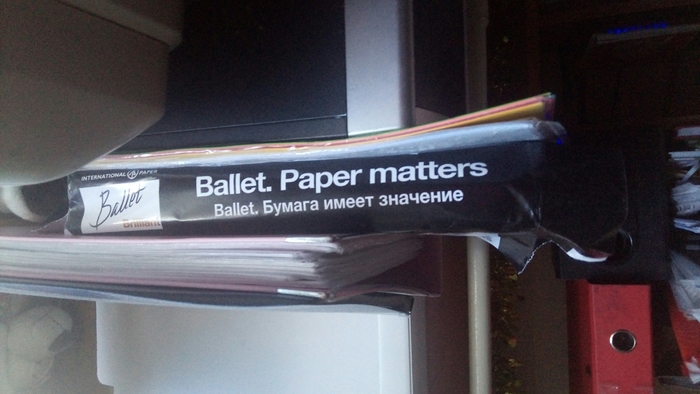 INTERNATIONAL PAPER
Ballet
Brilliant
Ballet. Paper matters
Ballet. Бумага имеет значение